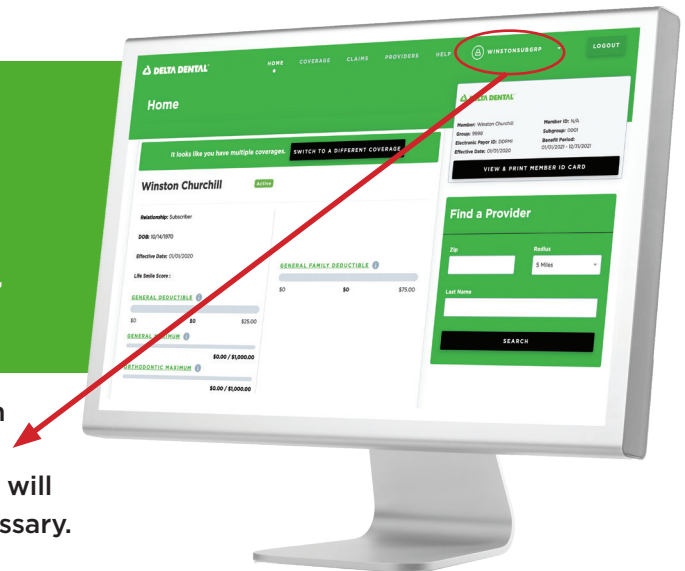 DELTA DENTAL
HOME COVERAGE CLAIMS PROVIDERS HELP WINSTONSUBGRP LOGOUT
Home
It looks like you have multiple coverages. SWITCH TO A DIFFERENT COVERAGE
Winston Churchill Active
Relationship: Subscriber
DOB: 10/14/1970
Effective Date: 01/01/2020
Life Smile Score :
GENERAL DEDUCTIBLE
$0 $0 $25.00
GENERAL MAXIMUM
$0.00 / $1,000.00
ORTHODONTIC MAXIMUM
$0.00 / $1,000.00
GENERAL FAMILY DEDUCTIBLE
$0 $0 $75.00
DELTA DENTAL
Member: Winston Churchill Member ID: N/A
Group: 9998 Subgroup: 0001
Electronic Payor ID: DDPMI Benefit Period:
Effective Date: 01/01/2020 01/01/2021 - 12/31/2021
VIEW & PRINT MEMBER ID CARD
Find a Provider
Zip Radius
5 Miles
Last Name
SEARCH
will